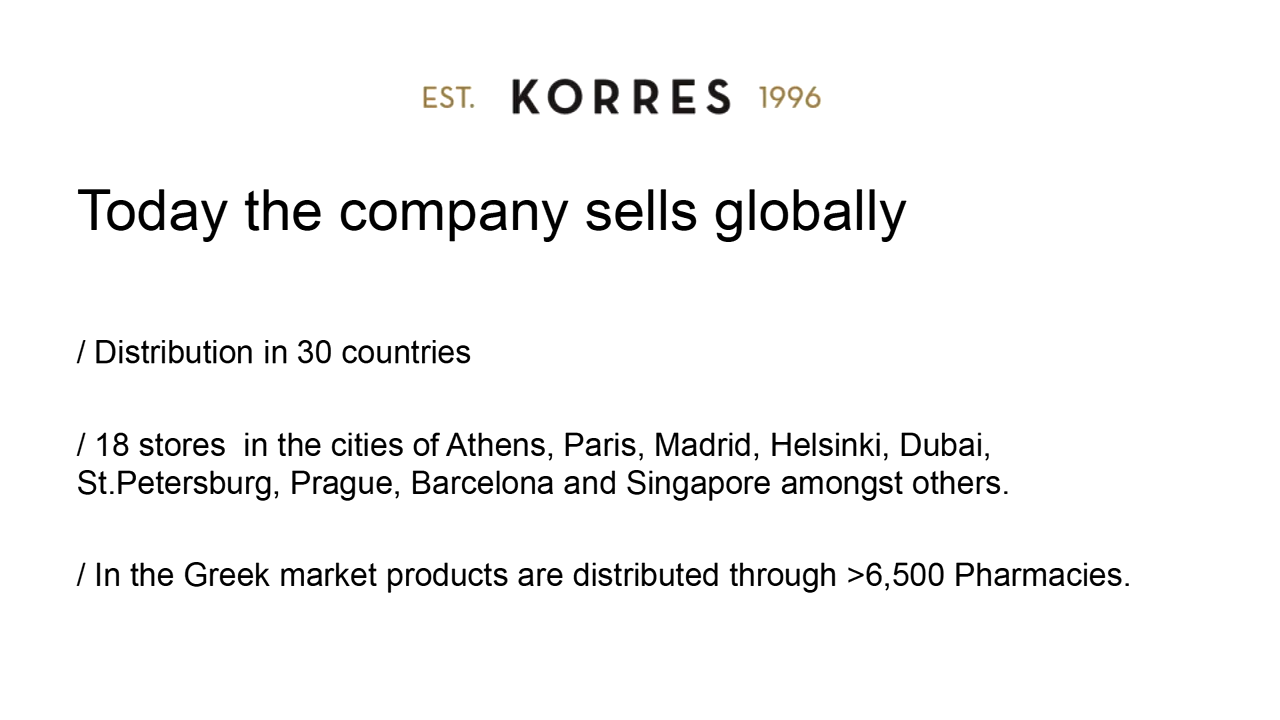 EST. KORRES 1996
Today the company sells globally
/ Distribution in 30 countries
/ 18 stores  in the cities of Athens, Paris, Madrid, Helsinki, Dubai,
St.Petersburg, Prague, Barcelona and Singapore amongst others.
/ In the Greek market products are distributed through >6,500 Pharmacies.